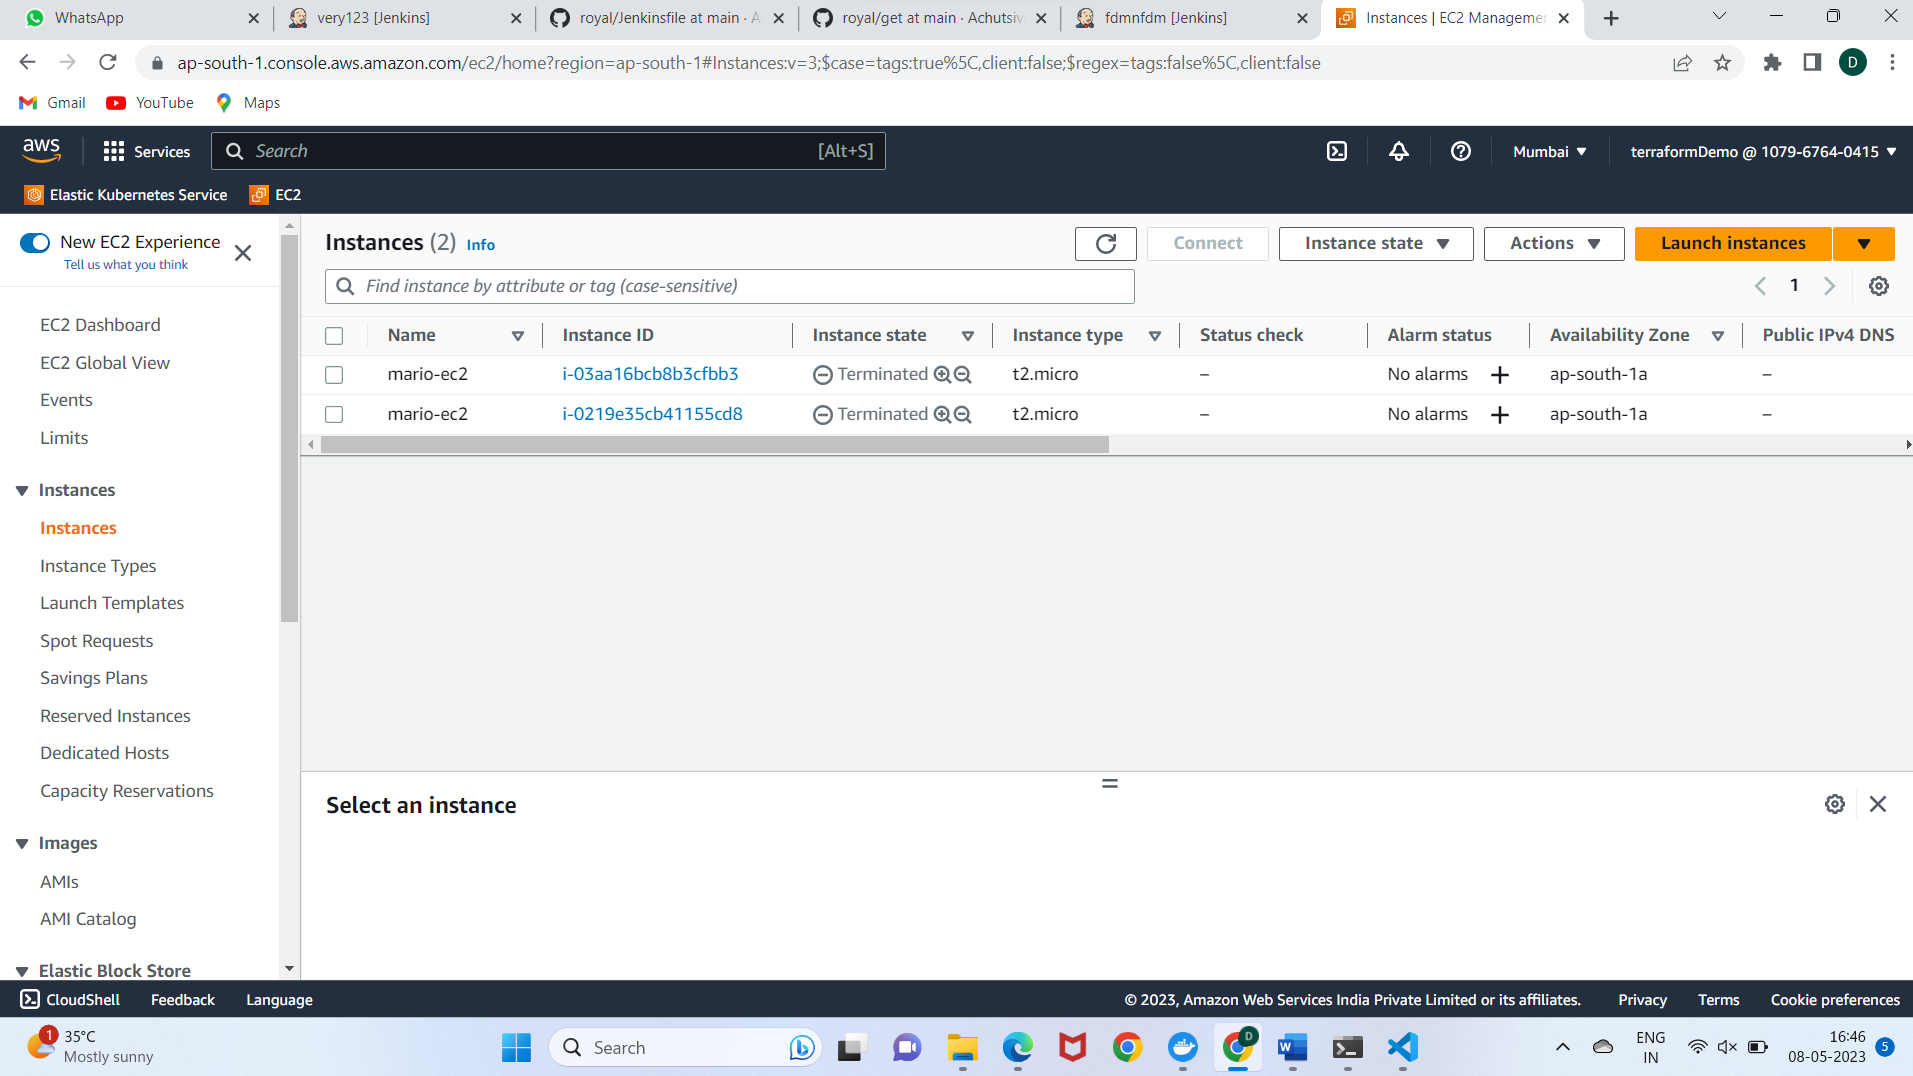 WhatsApp
very123 [Jenkins]
royal/Jenkinsfile at main · A
royal/get at main · Achutsiv
fdmnfdm [Jenkins]
Instances | EC2 Managemen
ap-south-1.console.aws.amazon.com/ec2/home?region=ap-south-1#Instances:v=3;$case=tags:true%5C,client:false;$regex=tags:false%5C,client:false
D
Gmail
YouTube
Maps
aws
Services
Search
[Alt+S]
Mumbai
terraformDemo @ 1079-6764-0415
Elastic Kubernetes Service
EC2
New EC2 Experience
Tell us what you think
EC2 Dashboard
EC2 Global View
Events
Limits
Instances
Instances
Instance Types
Launch Templates
Spot Requests
Savings Plans
Reserved Instances
Dedicated Hosts
Capacity Reservations
Images
AMIs
AMI Catalog
Elastic Block Store
Instances (2) Info
Connect
Instance state
Actions
Launch instances
Find instance by attribute or tag (case-sensitive)
1
Name Instance ID Instance state Instance type Status check Alarm status Availability Zone Public IPv4 DNS
mario-ec2 i-03aa16bcb8b3cfbb3 Terminated t2.micro – No alarms + ap-south-1a –
mario-ec2 i-0219e35cb41155cd8 Terminated t2.micro – No alarms + ap-south-1a –
Select an instance
CloudShell
Feedback
Language
© 2023, Amazon Web Services India Private Limited or its affiliates.
Privacy
Terms
Cookie preferences
1
35°C
Mostly sunny
Search
D
ENG
IN
16:46
08-05-2023
5